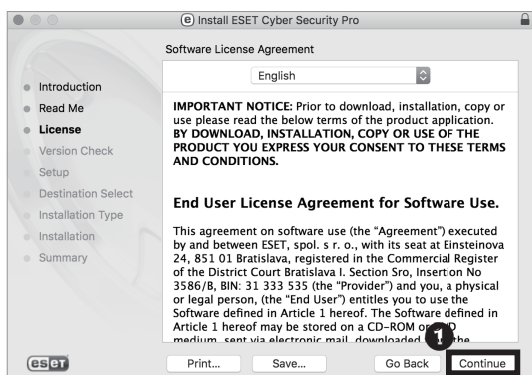 Install ESET Cyber Security Pro
Software License Agreement
Introduction
Read Me
License
Version Check
Setup
Destination Select
Installation Type
Installation
Summary
English
IMPORTANT NOTICE: Prior to download, installation, copy or
use please read the below terms of the product application.
BY DOWNLOAD, INSTALLATION, COPY OR USE OF THE
PRODUCT YOU EXPRESS YOUR CONSENT TO THESE TERMS
AND CONDITIONS.
End User License Agreement for Software Use.
This agreement on software use (the “Agreement”) executed
by and between ESET, spol. s r. o., with its seat at Einsteinova
24, 851 01 Bratislava, registered in the Commercial Register
of the District Court Bratislava I. Section Sro, Insertion No
3586/B, BIN: 31 333 535 (the “Provider”) and you, a physical
or legal person, (the “End User”) entitles you to use the
Software defined in Article 1 hereof. The Software defined in
Article 1 hereof may be stored on a CD-ROM or
medium, sent via electronic mail, downloaded the
1
eseT
Print...
Save...
Go Back
Continue